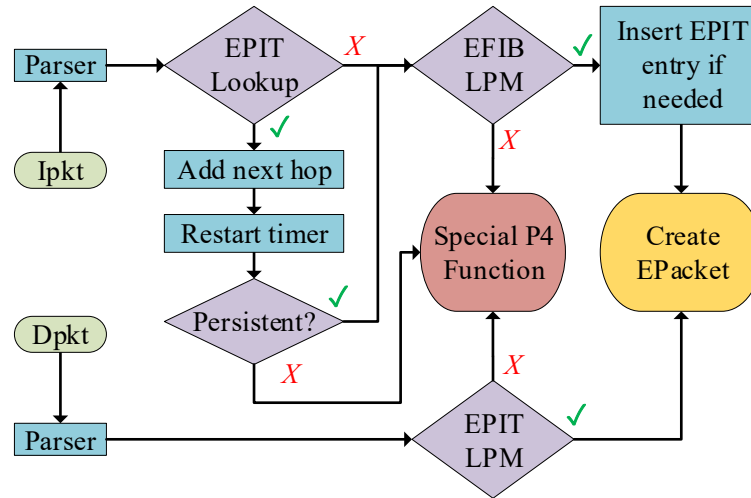 Parser
EPIT
Lookup
X
EFIB
LPM
✓
Insert EPIT
entry if
needed
✓
X
Ipkt
Add next hop
Restart timer
Special P4
Function
Create
EPacket
Persistent?
✓
Dpkt
X
X
Parser
EPIT
LPM
✓